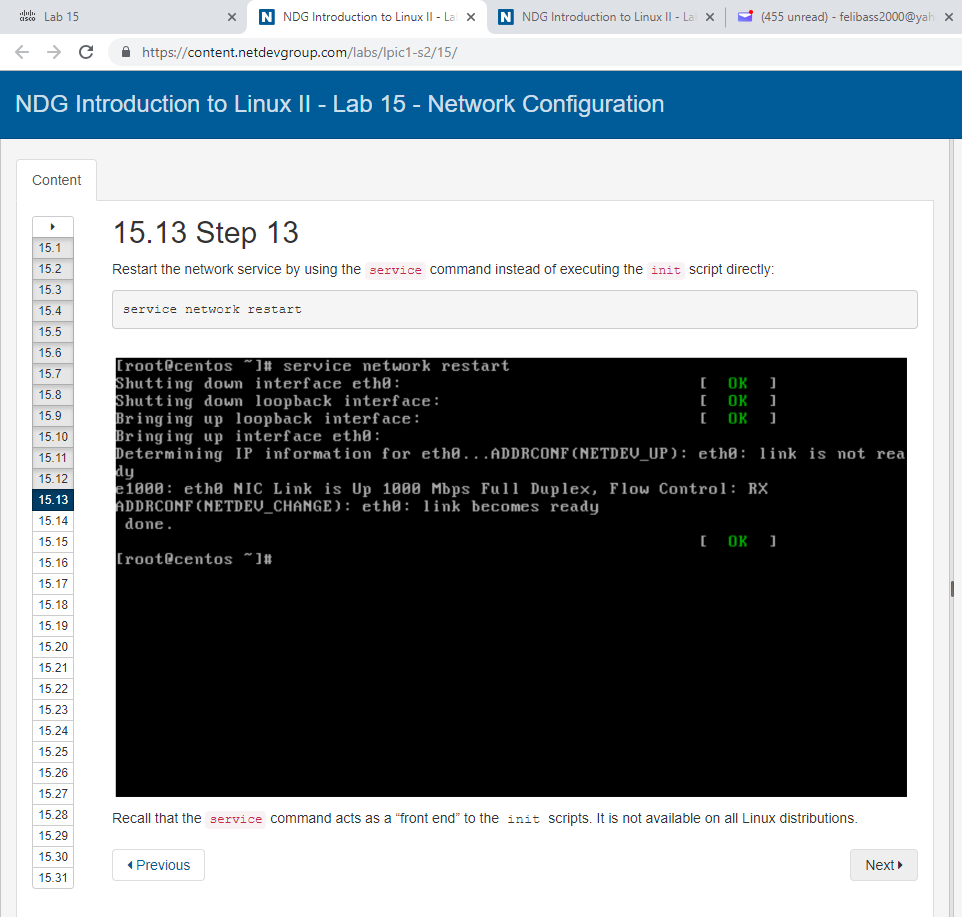 Lab 15
NDG Introduction to Linux II - La
NDG Introduction to Linux II - La
(455 unread) - felibass2000@yah
https://content.netdevgroup.com/labs/lpic1-s2/15/
NDG Introduction to Linux II - Lab 15 - Network Configuration
Content
15.1
15.2
15.3
15.4
15.5
15.6
15.7
15.8
15.9
15.10
15.11
15.12
15.13
15.14
15.15
15.16
15.17
15.18
15.19
15.20
15.21
15.22
15.23
15.24
15.25
15.26
15.27
15.28
15.29
15.30
15.31
15.13 Step 13
Restart the network service by using the service command instead of executing the init script directly:
service network restart
[root@centos ~]# service network restart
Shutting down interface eth0: [ OK ]
Shutting down loopback interface: [ OK ]
Bringing up loopback interface: [ OK ]
Bringing up interface eth0:
Determining IP information for eth0...ADDRCONF(NETDEV_UP): eth0: link is not rea
dy
e1000: eth0 NIC Link is Up 1000 Mbps Full Duplex, Flow Control: RX
ADDRCONF(NETDEV_CHANGE): eth0: link becomes ready
done.
[ OK ]
[root@centos ~]#
Recall that the service command acts as a “front end” to the init scripts. It is not available on all Linux distributions.
Previous
Next